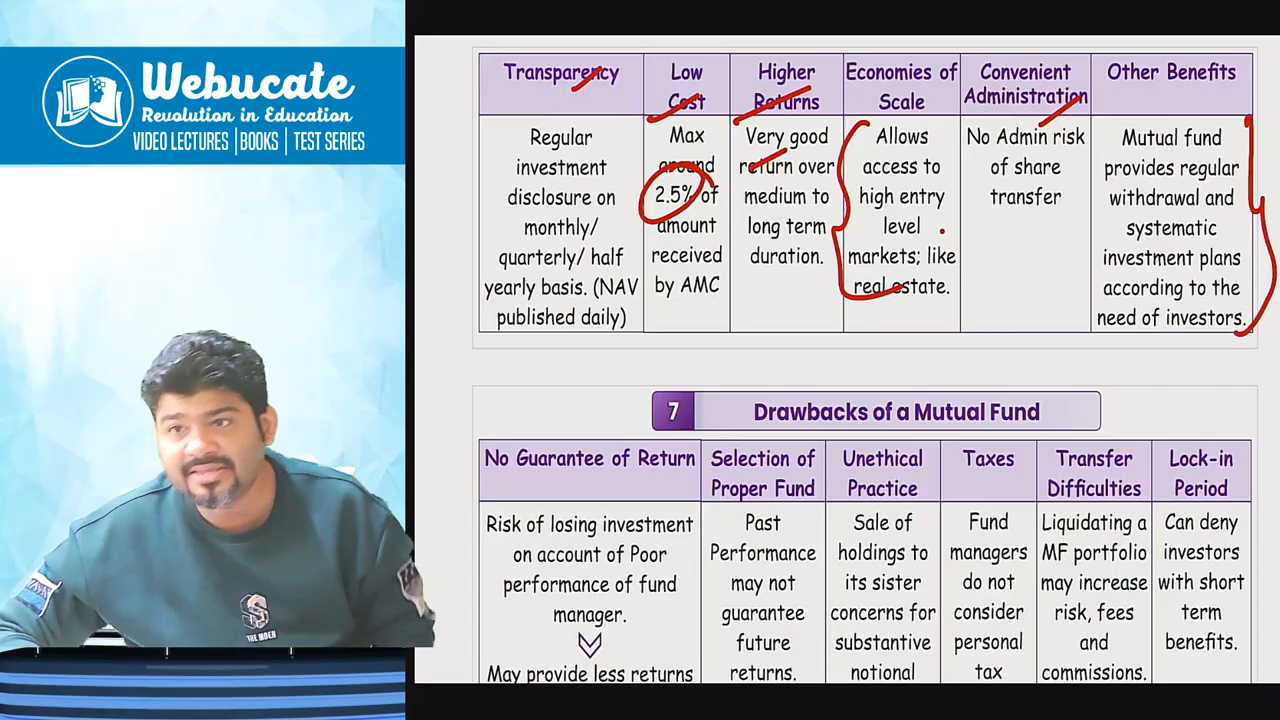 Webucate
Revolution in Education
VIDEO LECTURES | BOOKS | TEST SERIES
Transparency
Low
Cost
Higher
Returns
Economies of
Scale
Convenient
Administration
Other Benefits
Regular
investment
disclosure on
monthly/
quarterly/ half
yearly basis. (NAV
published daily)
Max
around
2.5% of
amount
received
by AMC
Very good
return over
medium to
long term
duration.
Allows
access to
high entry
level
markets; like
real estate.
No Admin risk
of share
transfer
Mutual fund
provides regular
withdrawal and
systematic
investment plans
according to the
need of investors.
7 Drawbacks of a Mutual Fund
No Guarantee of Return
Selection of
Proper Fund
Unethical
Practice
Taxes
Transfer
Difficulties
Lock-in
Period
Risk of losing investment
on account of Poor
performance of fund
manager.
May provide less returns
Past
Performance
may not
guarantee
future
returns.
Sale of
holdings to
its sister
concerns for
substantive
notional
Fund
managers
do not
consider
personal
tax
Liquidating a
MF portfolio
may increase
risk, fees
and
commissions.
Can deny
investors
with short
term
benefits.
S
THE MOEH